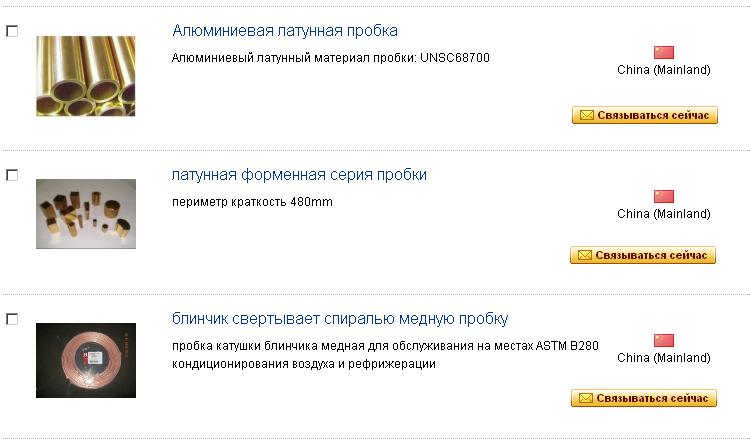 Алюминиевая латунная пробка
Алюминиевый латунный материал пробки: UNSC68700
China (Mainland)
Связываться сейчас
латунная форменная серия пробки
периметр краткость 480mm
China (Mainland)
Связываться сейчас
блинчик свертывает спиралью медную пробку
пробка катушки блинчика медная для обслуживания на местах ASTM B280
кондиционирования воздуха и рефрижерации
China (Mainland)
Связываться сейчас